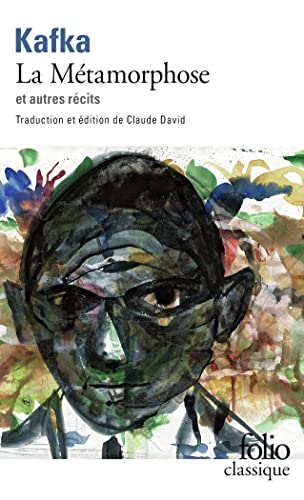 Kafka
La Métamorphose
et autres récits
Traduction et édition de Claude David
folio
classique